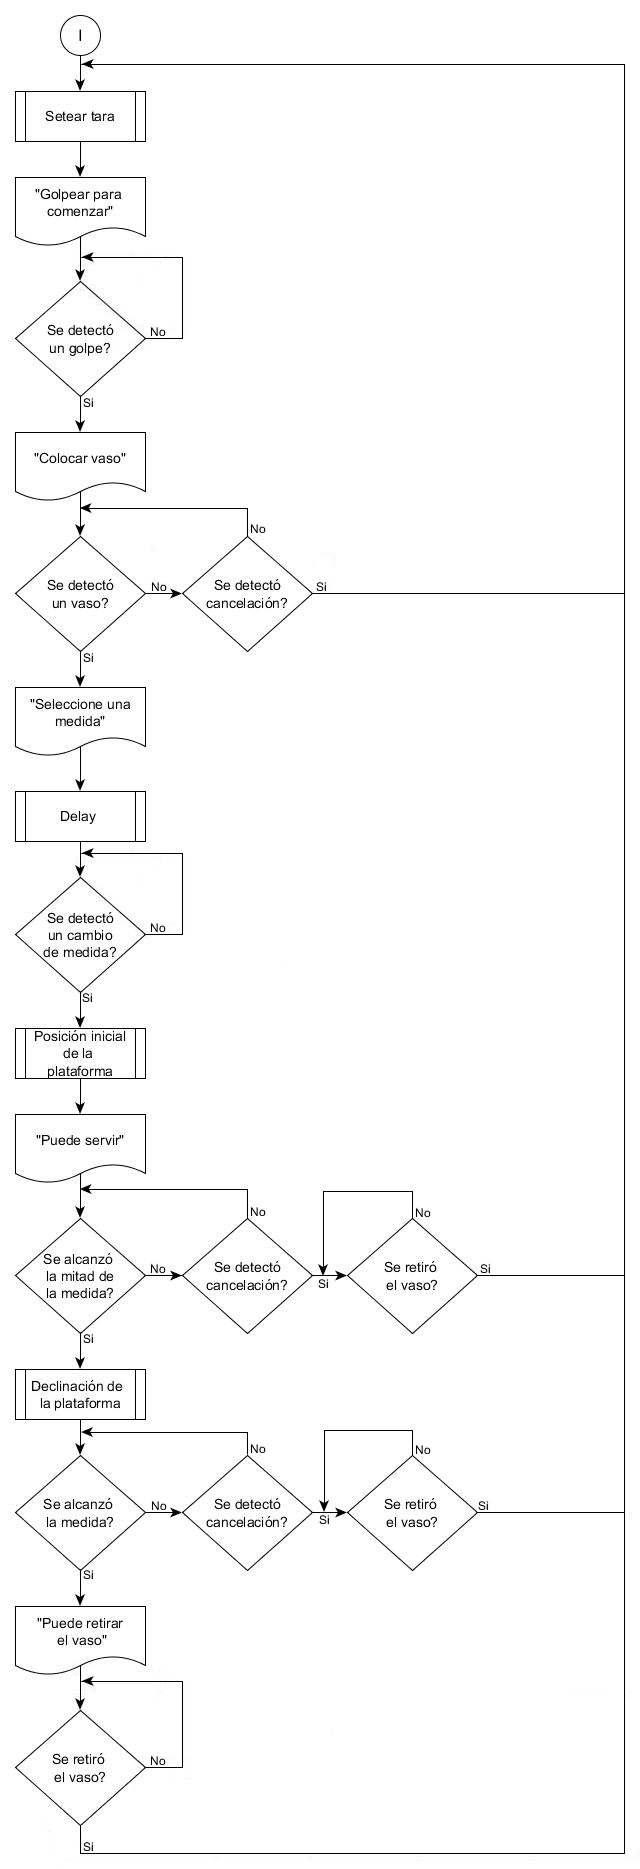 I
Setear tara
"Golpear para
comenzar"
Se detectó
un golpe?
No
Si
"Colocar vaso"
Se detectó
un vaso?
No
Se detectó
cancelación?
No
Si
Si
"Seleccione una
medida"
Delay
Se detectó
un cambio
de medida?
No
Si
Posición inicial
de la
plataforma
"Puede servir"
Se alcanzó
la mitad de
la medida?
No
Se detectó
cancelación?
No
Si
Se retiró
el vaso?
No
Si
Si
Declinación de
la plataforma
Se alcanzó
la medida?
No
Se detectó
cancelación?
No
Si
Se retiró
el vaso?
No
Si
Si
"Puede retirar
el vaso"
Se retiró
el vaso?
No
Si